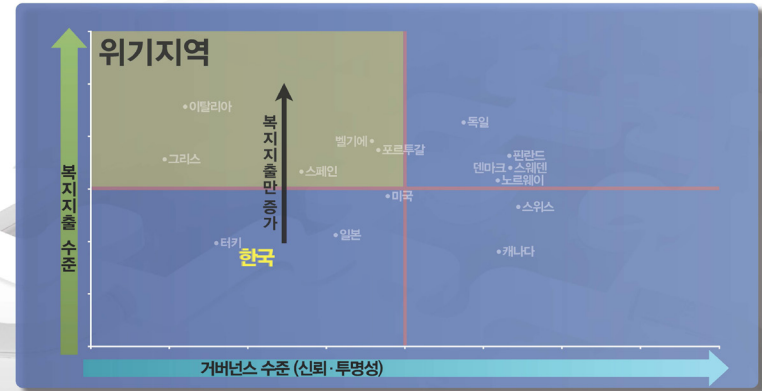 위기지역
•이탈리아
•독일
벨기에•
•포르투갈
•그리스
•핀란드
•스페인
덴마크•스웨덴
•노르웨이
•미국
•스위스
•일본
•터키
한국
•캐나다
복지지출만 증가
복지지출 수준
거버넌스 수준 (신뢰·투명성)